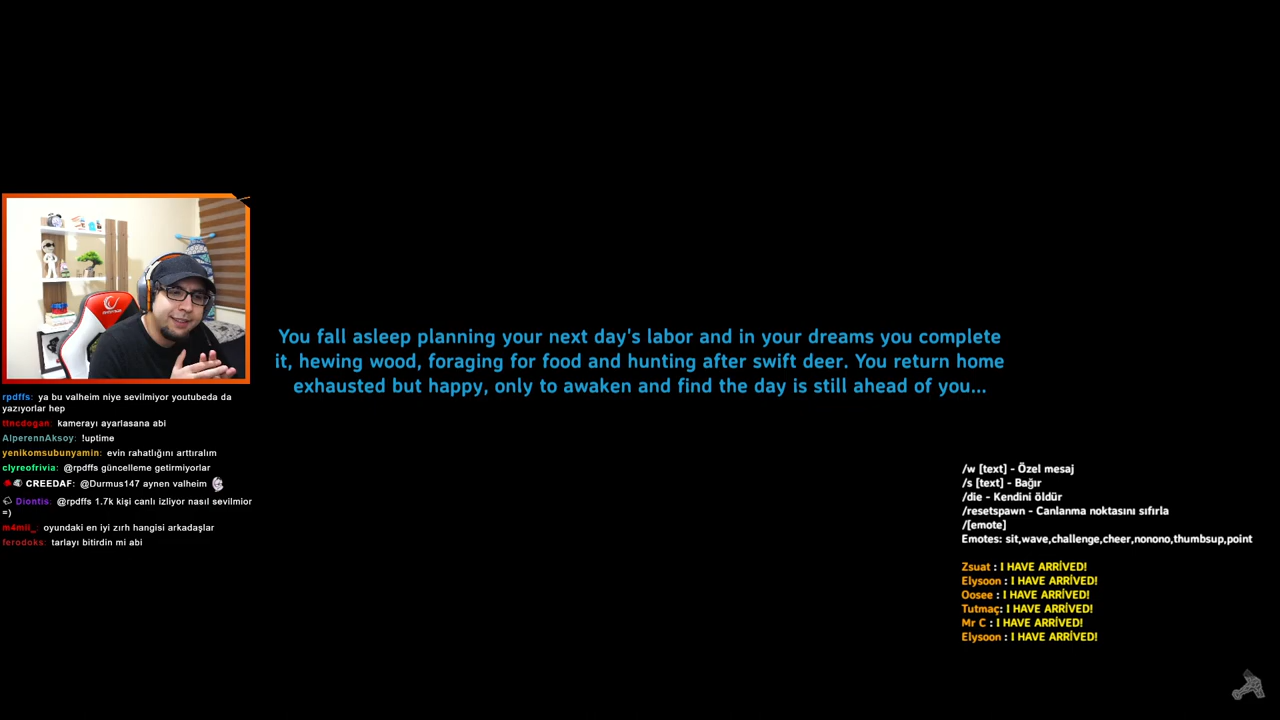 You fall asleep planning your next day's labor and in your dreams you complete
it, hewing wood, foraging for food and hunting after swift deer. You return home
exhausted but happy, only to awaken and find the day is still ahead of you...
rpdffs: ya bu valheim niye sevilmiyor youtubeda da
yazıyorlar hep
ttncdogan: kamerayı ayarlasana abi
AlperennAksoy: !uptime
yenikomsubunyamin: evin rahatlığını arttıralım
clyreofrivia: @rpdffs güncelleme getirmiyorlar
CREEDAF: @Durmus147 aynen valheim
Diontis: @rpdffs 1.7k kişi canlı izliyor nasıl sevilmior
=)
m4mii_: oyundaki en iyi zırh hangisi arkadaşlar
ferodoks: tarlayı bitirdin mi abi
/w [text] - Özel mesaj
/s [text] - Bağır
/die - Kendini öldür
/resetspawn - Canlanma noktasını sıfırla
/[emote]
Emotes: sit,wave,challenge,cheer,nonono,thumbsup,point
Zsuat : I HAVE ARRİVED!
Elysoon : I HAVE ARRİVED!
Oosee : I HAVE ARRİVED!
Tutmaç: I HAVE ARRİVED!
Mr C : I HAVE ARRİVED!
Elysoon : I HAVE ARRİVED!